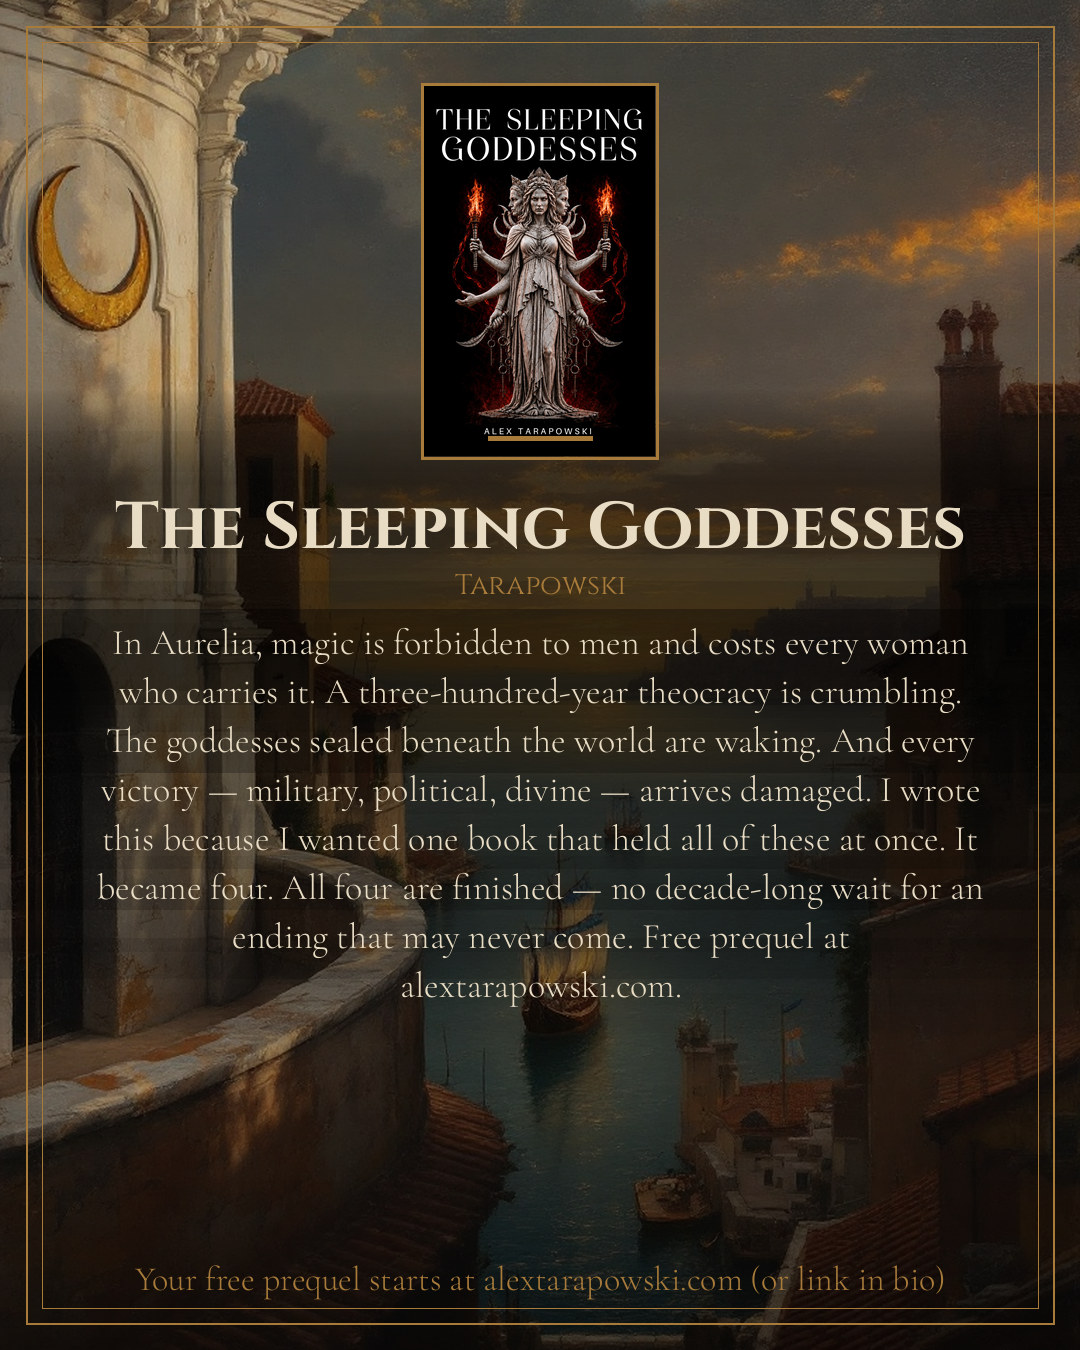 THE SLEEPING
GODDESSES
ALEX TARAPOWSKI
The Sleeping Goddesses
Tarapowski
In Aurelia, magic is forbidden to men and costs every woman
who carries it. A three-hundred-year theocracy is crumbling.
The goddesses sealed beneath the world are waking. And every
victory — military, political, divine — arrives damaged. I wrote
this because I wanted one book that held all of these at once. It
became four. All four are finished — no decade-long wait for an
ending that may never come. Free prequel at
alextarapowski.com.
Your free prequel starts at alextarapowski.com (or link in bio)